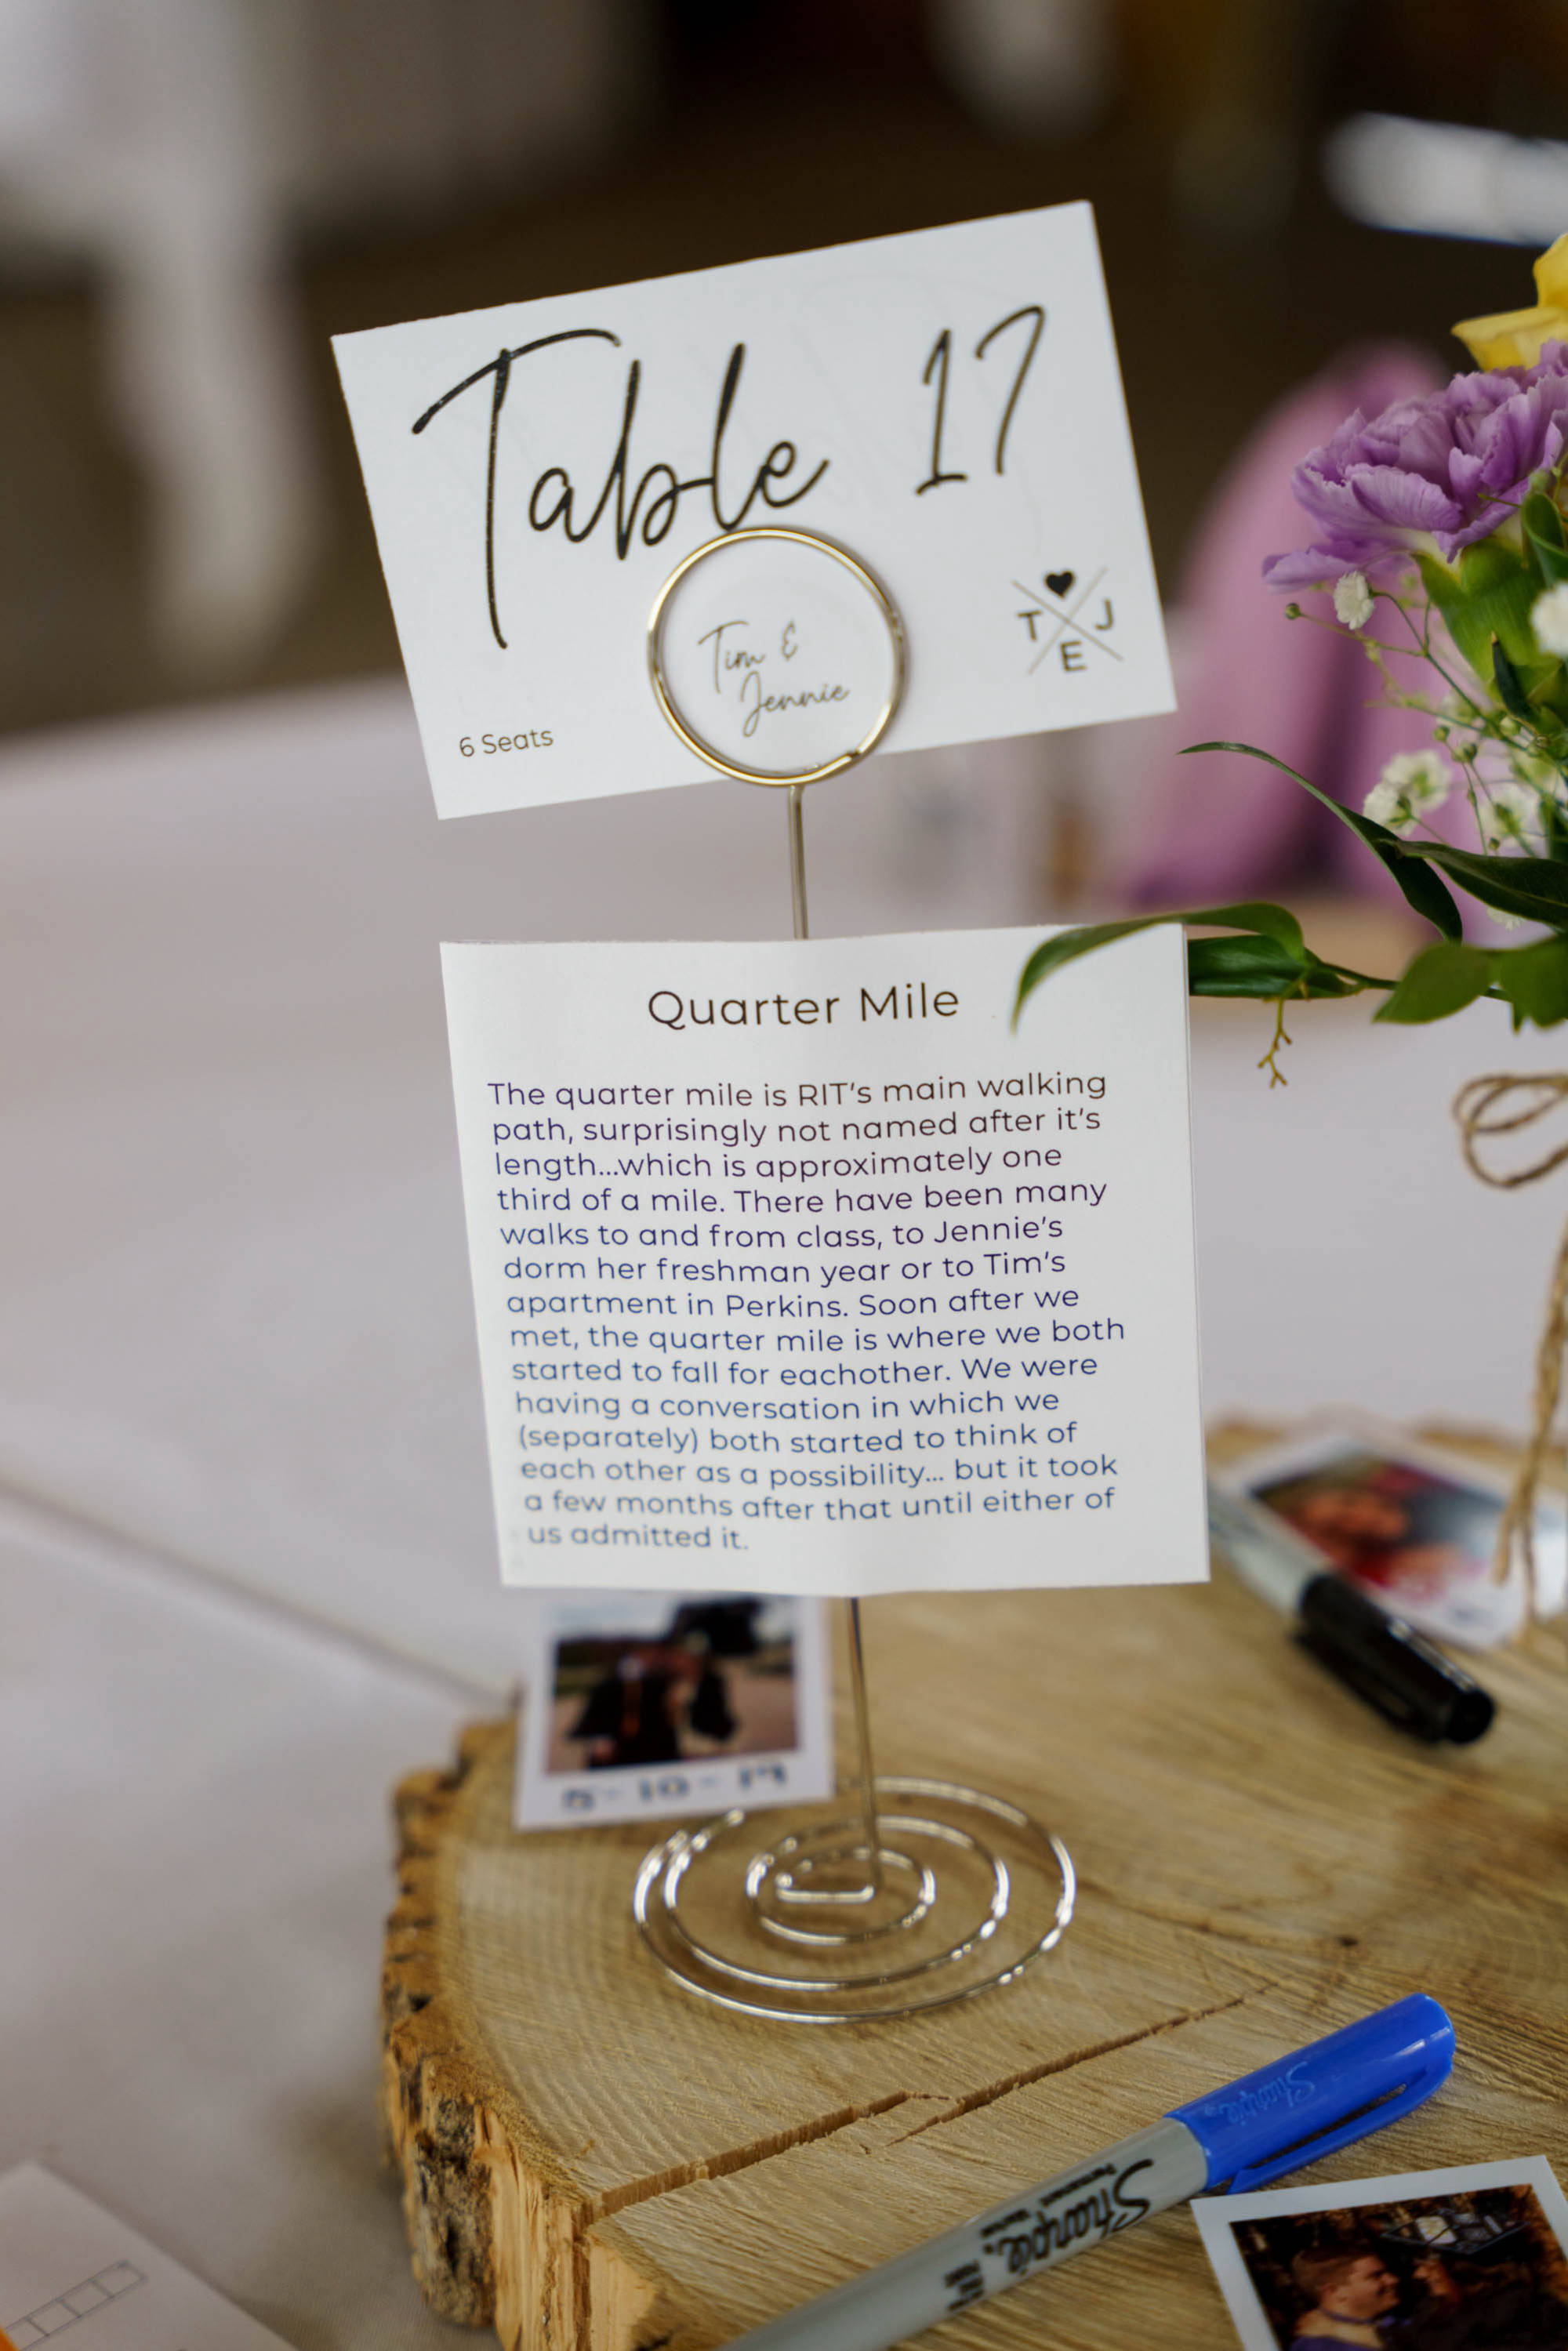 Table 17
Tim &
Jennie
T J
E
6 Seats
Quarter Mile
The quarter mile is RIT's main walking
path, surprisingly not named after it's
length...which is approximately one
third of a mile. There have been many
walks to and from class, to Jennie's
dorm her freshman year or to Tim's
apartment in Perkins. Soon after we
met, the quarter mile is where we both
started to fall for eachother. We were
having a conversation in which we
(separately) both started to think of
each other as a possibility... but it took
a few months after that until either of
us admitted it.
5-10-19
Sharpie
Sharpie